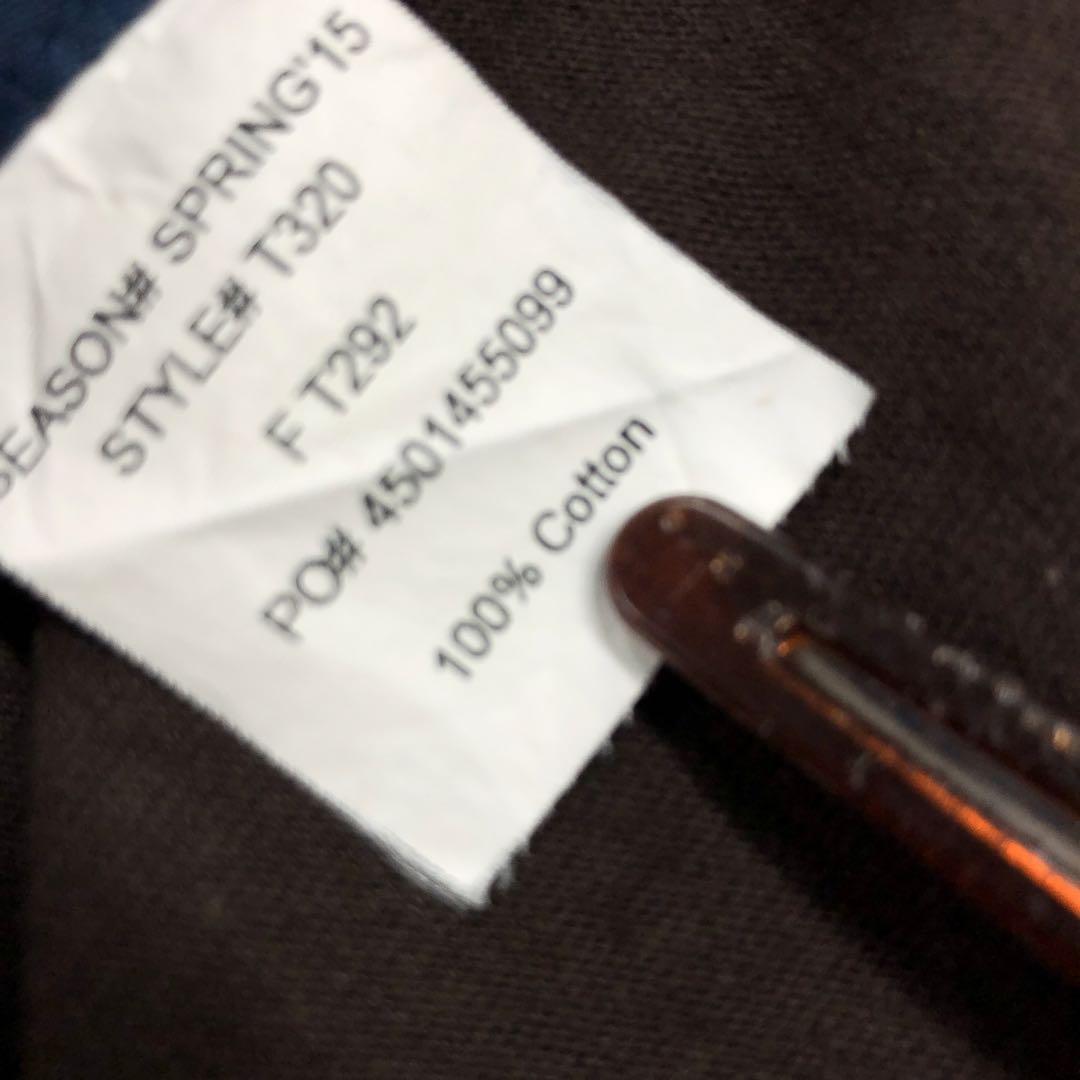 SEASON# SPRING'15
STYLE# T320
F T292
PO# 4501455099
100% Cotton